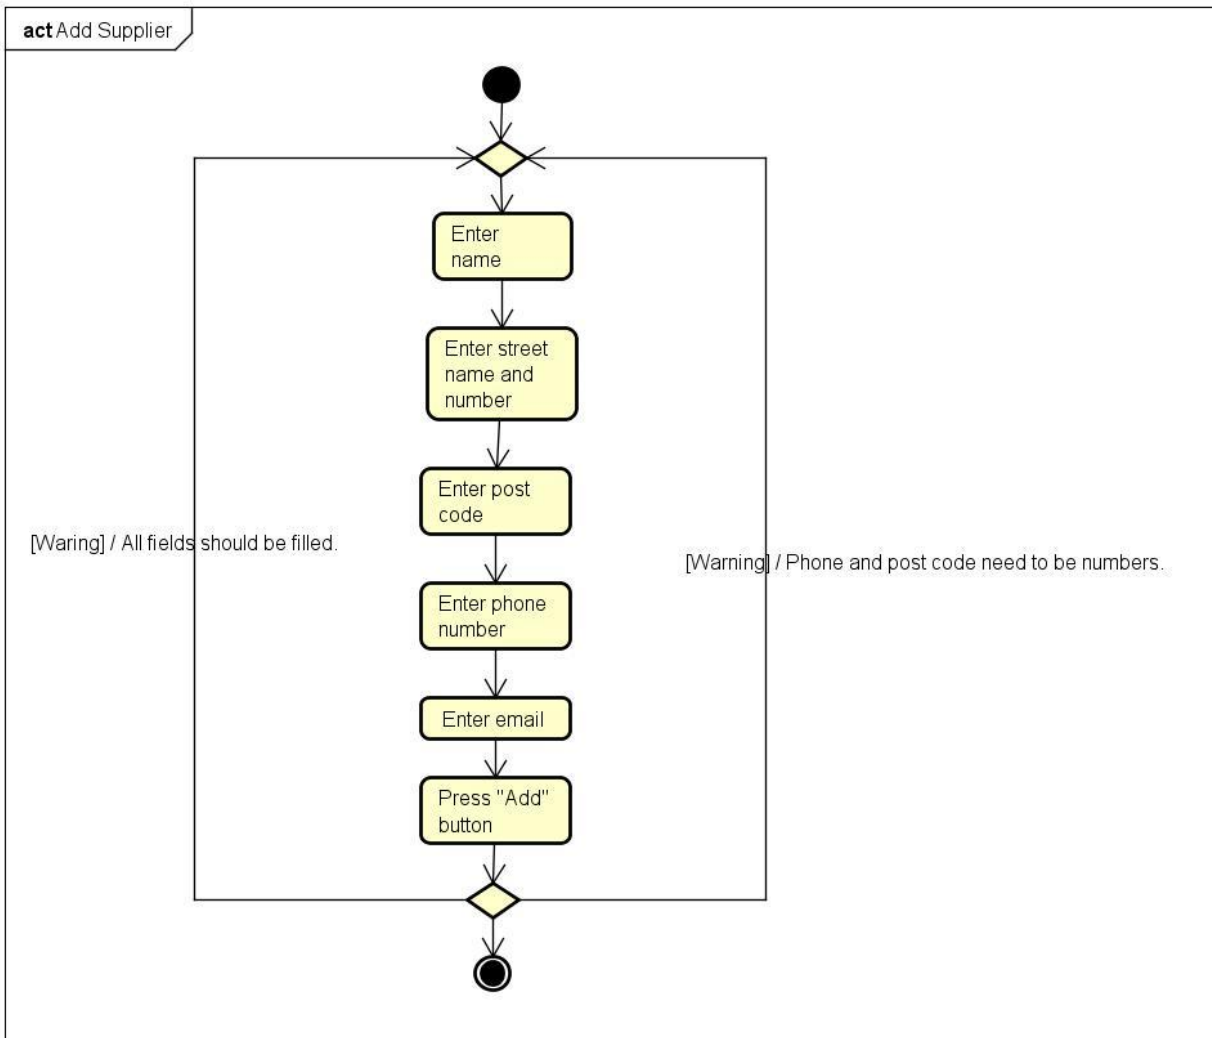 act Add Supplier
Enter
name
Enter street
name and
number
Enter post
code
[Waring] / All fields should be filled.
[Warning] / Phone and post code need to be numbers.
Enter phone
number
Enter email
Press "Add"
button